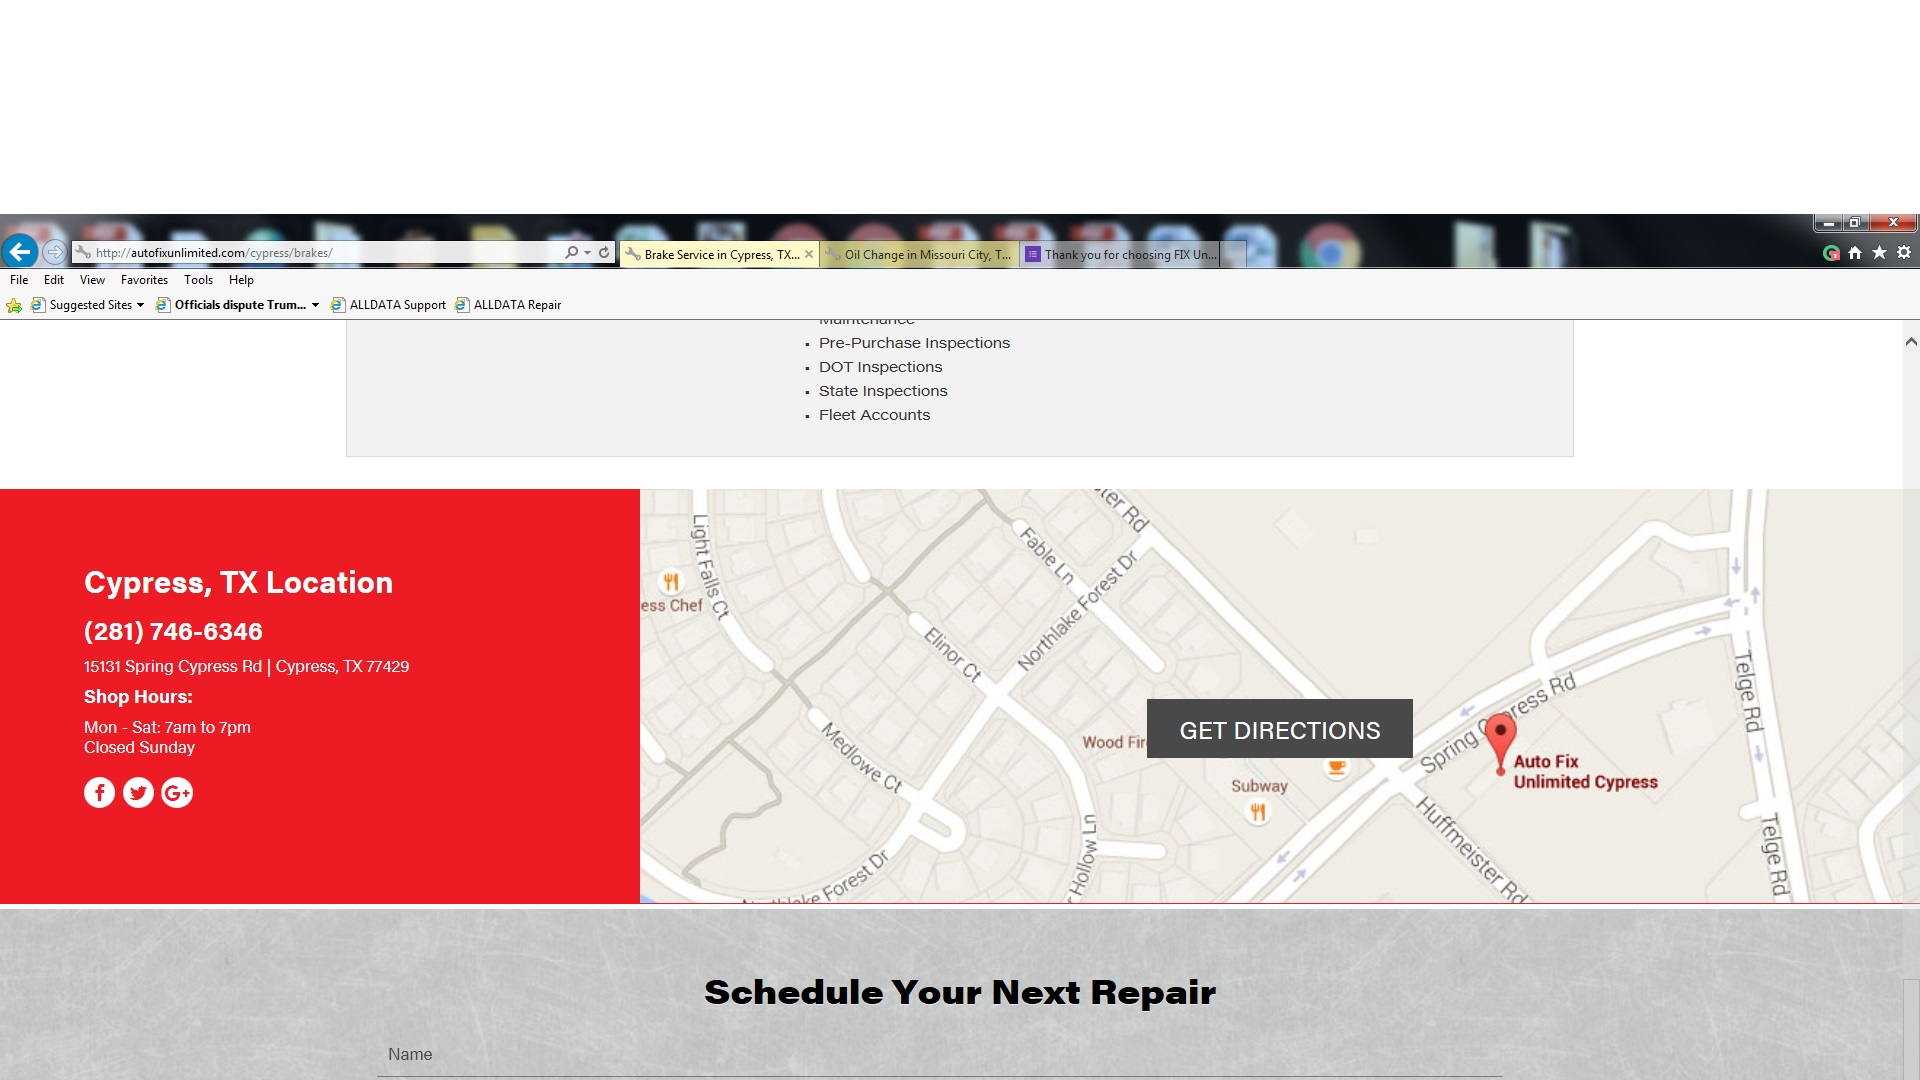 http://autofixunlimited.com/cypress/brakes/
Brake Service in Cypress, TX...
Oil Change in Missouri City, T...
Thank you for choosing FIX Un...
File Edit View Favorites Tools Help
Suggested Sites
Officials dispute Trum...
ALLDATA Support
ALLDATA Repair
Maintenance
Pre-Purchase Inspections
DOT Inspections
State Inspections
Fleet Accounts
Cypress, TX Location
(281) 746-6346
15131 Spring Cypress Rd | Cypress, TX 77429
Shop Hours:
Mon - Sat: 7am to 7pm
Closed Sunday
Light Falls Ct
ess Chef
Fable Ln
ster Rd
Northlake Forest Dr
Elinor Ct
Medlowe Ct
Wood Fir
GET DIRECTIONS
Subway
Spring Cypress Rd
Auto Fix
Unlimited Cypress
Telge Rd
Huffmeister Rd
Telge Rd
r Hollow Ln
Northlake Forest Dr
Schedule Your Next Repair
Name